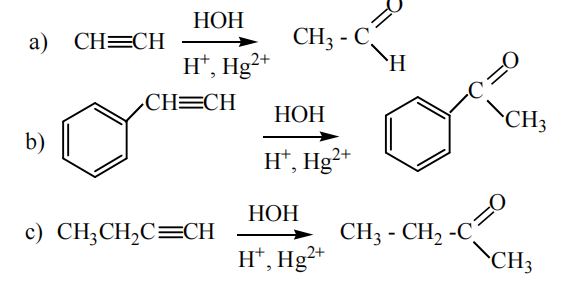 a) CH≡CH HOH H⁺, Hg²⁺ CH₃ - C O H
b) CH≡CH HOH H⁺, Hg²⁺ C O CH₃
c) CH₃CH₂C≡CH HOH H⁺, Hg²⁺ CH₃ - CH₂ -C O CH₃